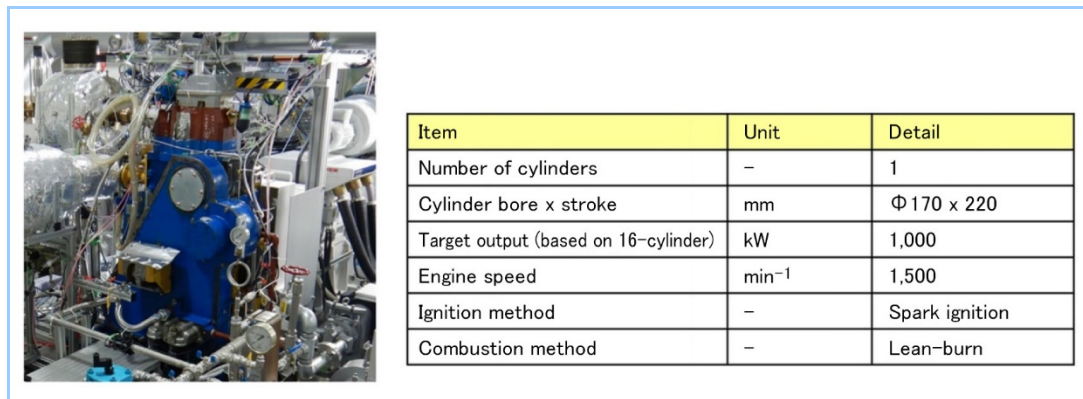 Item Unit Detail
Number of cylinders - 1
Cylinder bore x stroke mm Φ170 x 220
Target output (based on 16-cylinder) kW 1,000
Engine speed min⁻¹ 1,500
Ignition method - Spark ignition
Combustion method - Lean-burn